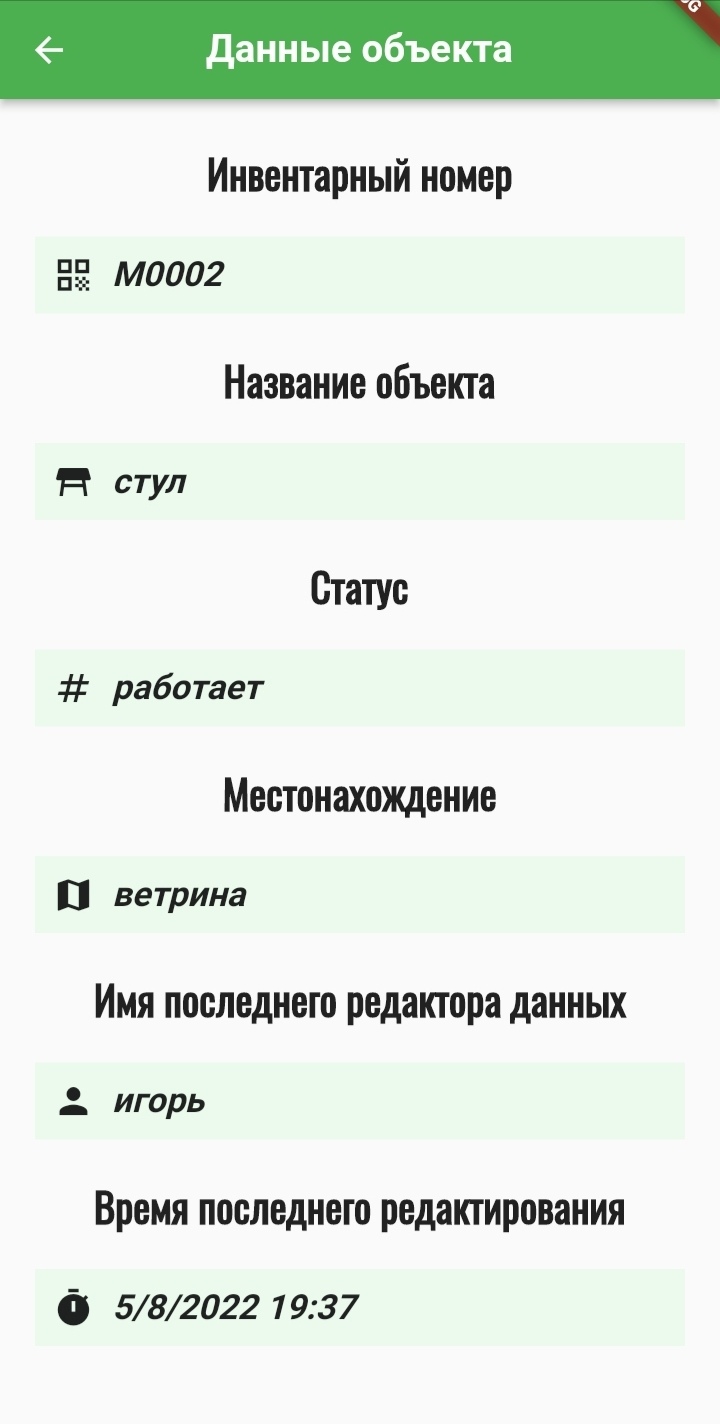 Данные объекта
Инвентарный номер
M0002
Название объекта
стул
Статус
работает
Местонахождение
ветрина
Имя последнего редактора данных
игорь
Время последнего редактирования
5/8/2022 19:37